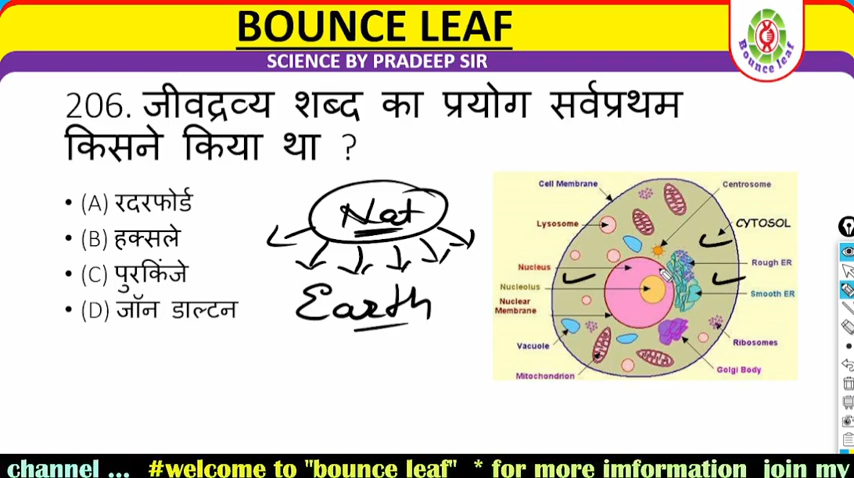 BOUNCE LEAF
SCIENCE BY PRADEEP SIR
Bounce leaf
206. जीवद्रव्य शब्द का प्रयोग सर्वप्रथम
किसने किया था ?
• (A) रदरफोर्ड
• (B) हक्सले
• (C) पुरकिंजे
• (D) जॉन डाल्टन
Earth
Cell Membrane
Centrosome
Lysosome
CYTOSOL
Nucleus
Rough ER
Nucleolus
Smooth ER
Nuclear
Membrane
Vacuole
Ribosomes
Mitochondrion
Golgi Body
channel ... #welcome to "bounce leaf" * for more imformation join my